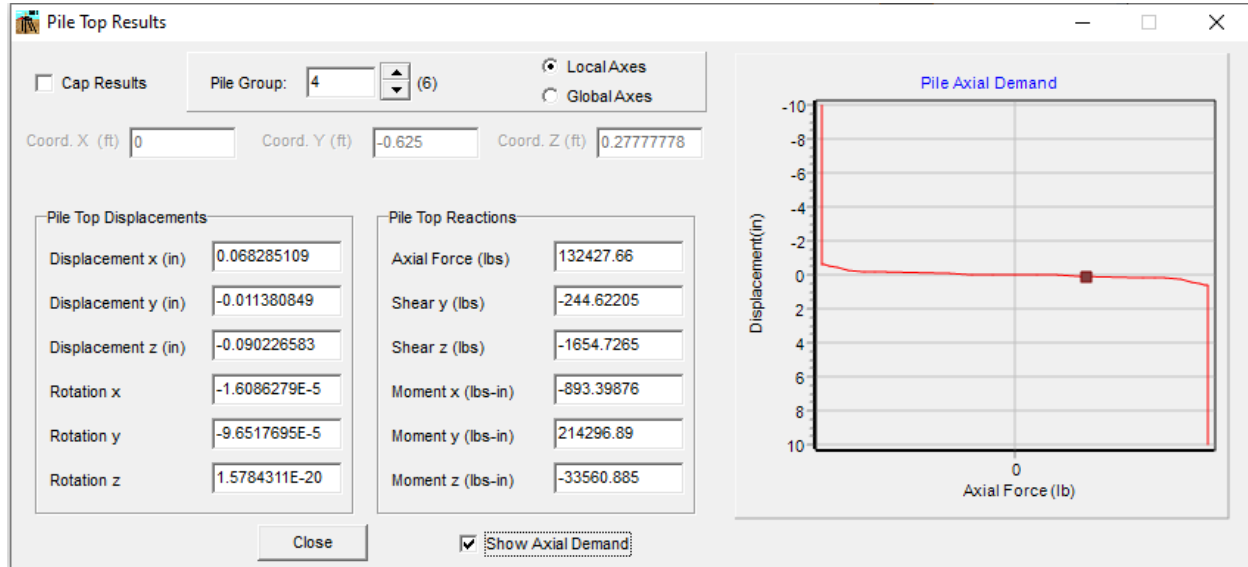 Pile Top Results
Cap Results
Pile Group: 4 (6)
Local Axes
Global Axes
Coord. X (ft) 0 Coord. Y (ft) -0.625 Coord. Z (ft) 0.27777778
Pile Top Displacements
Displacement x (in) 0.068285109
Displacement y (in) -0.011380849
Displacement z (in) -0.090226583
Rotation x -1.6086279E-5
Rotation y -9.6517695E-5
Rotation z 1.5784311E-20
Pile Top Reactions
Axial Force (lbs) 132427.66
Shear y (lbs) -244.62205
Shear z (lbs) -1654.7265
Moment x (lbs-in) -893.39876
Moment y (lbs-in) 214296.89
Moment z (lbs-in) -33560.885
Close
Show Axial Demand
Pile Axial Demand
Displacement(in)
-10
-8
-6
-4
-2
0
2
4
6
8
10
0
Axial Force (lb)